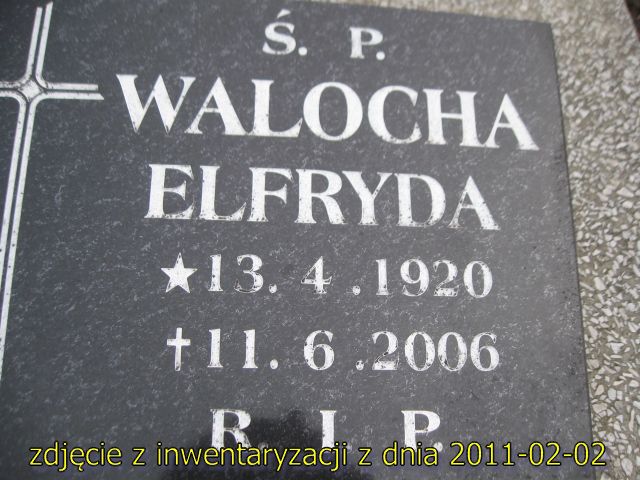 Ś. P.
WALOCHA
ELFRYDA
★13. 4 .1920
✝11. 6 .2006
R. I. P.
zdjęcie z inwentaryzacji z dnia 2011-02-02